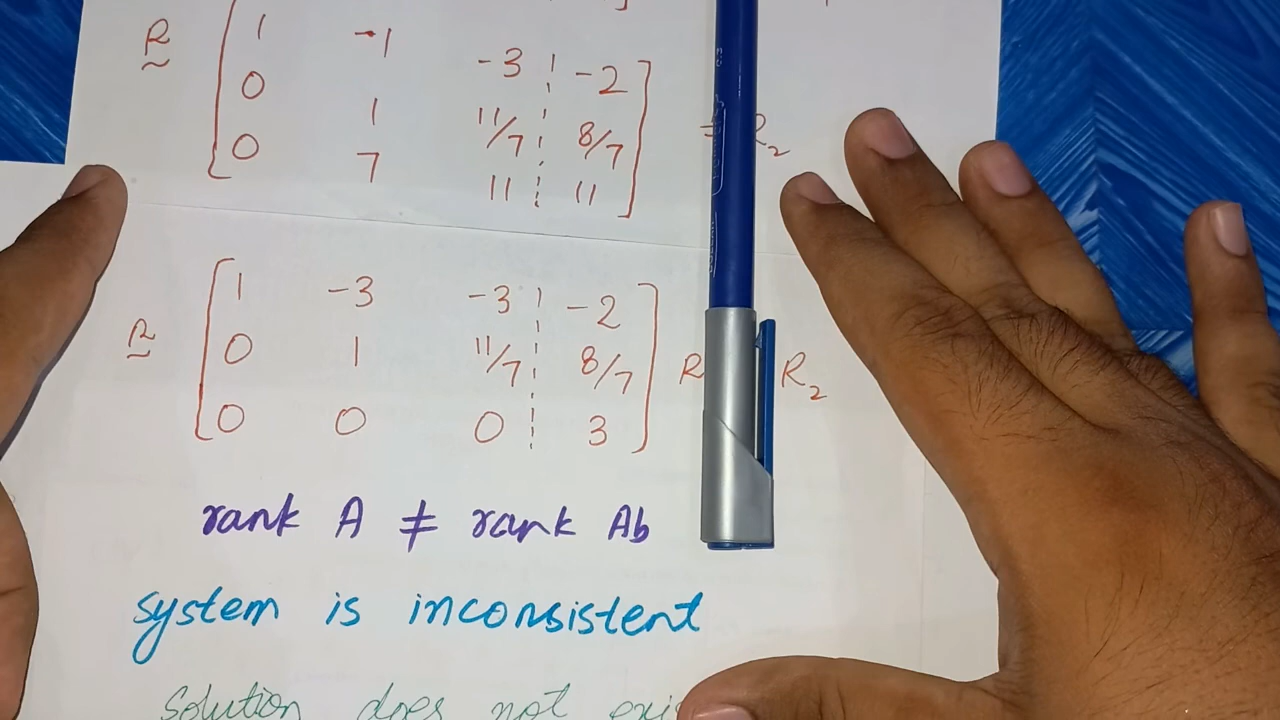 R ~ [ 1 -1 -3 ¦ -2 ]
[ 0 1 11/7 ¦ 8/7 ] R₂
[ 0 7 11 ¦ 11 ]
R ~ [ 1 -3 -3 ¦ -2 ]
[ 0 1 11/7 ¦ 8/7 ] R R₂
[ 0 0 0 ¦ 3 ]
rank A ≠ rank Ab
system is inconsistent
solution does not